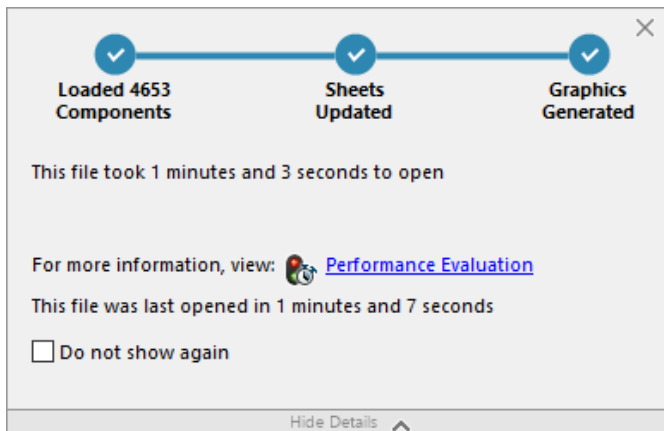 Loaded 4653
Components
Sheets
Updated
Graphics
Generated
This file took 1 minutes and 3 seconds to open
For more information, view: Performance Evaluation
This file was last opened in 1 minutes and 7 seconds
Do not show again
Hide Details